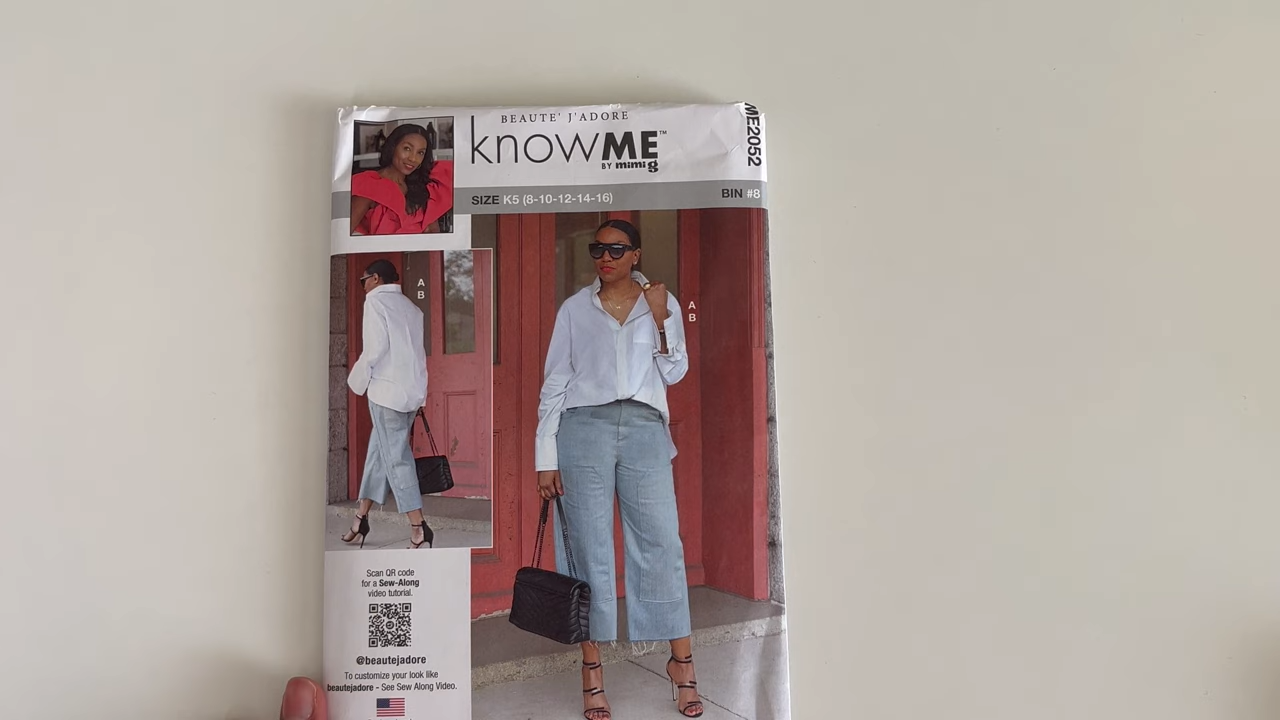 BEAUTE' J'ADORE
knowME™
BY mimi g
ME2052
SIZE K5 (8-10-12-14-16)
BIN #8
A
B
A
B
Scan QR code
for a Sew-Along
video tutorial.
@beautejadore
To customize your look like
beautejadore - See Sew Along Video.